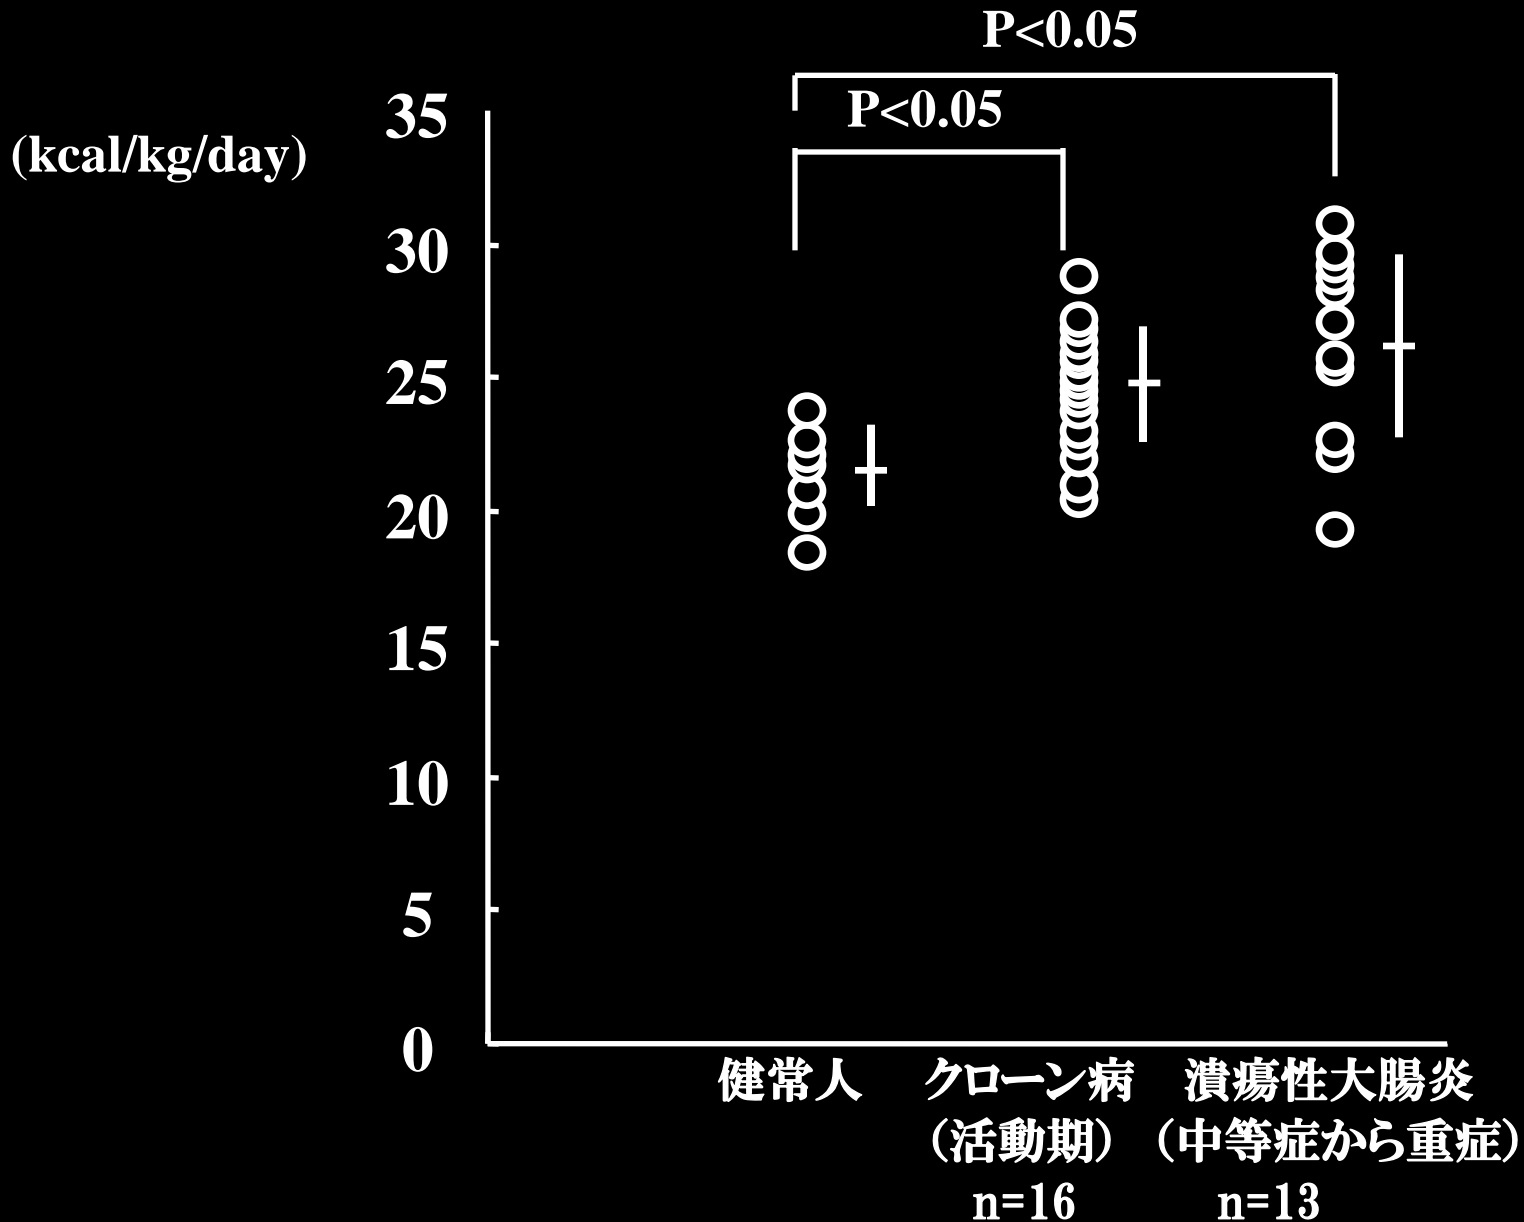 P<0.05
P<0.05
(kcal/kg/day)
35
30
25
20
15
10
5
0
健常人
クローン病
(活動期)
n=16
潰瘍性大腸炎
(中等症から重症)
n=13